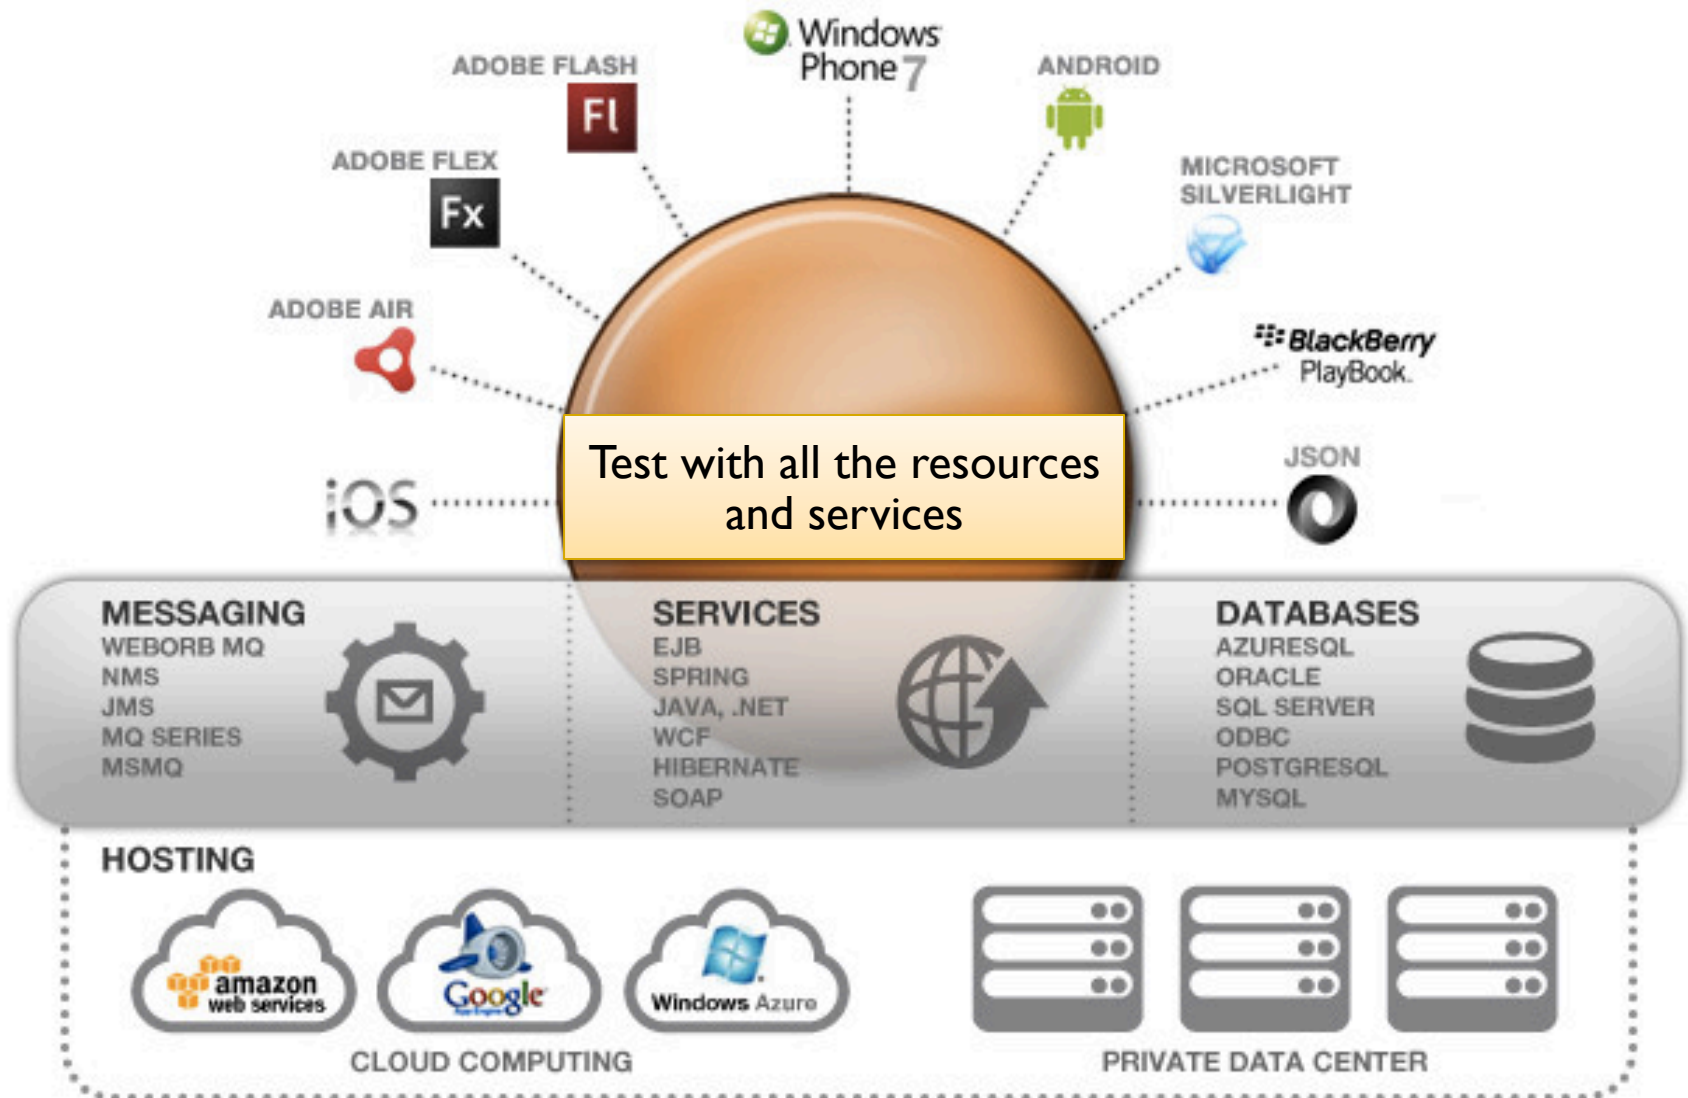 Windows
Phone 7
ADOBE FLASH
Fl
ANDROID
ADOBE FLEX
Fx
MICROSOFT
SILVERLIGHT
ADOBE AIR
BlackBerry
PlayBook.
iOS
Test with all the resources
and services
JSON
MESSAGING
WEBORB MQ
NMS
JMS
MQ SERIES
MSMQ
SERVICES
EJB
SPRING
JAVA, .NET
WCF
HIBERNATE
SOAP
DATABASES
AZURESQL
ORACLE
SQL SERVER
ODBC
POSTGRESQL
MYSQL
HOSTING
amazon
web services
Google
App Engine
Windows Azure
CLOUD COMPUTING
PRIVATE DATA CENTER